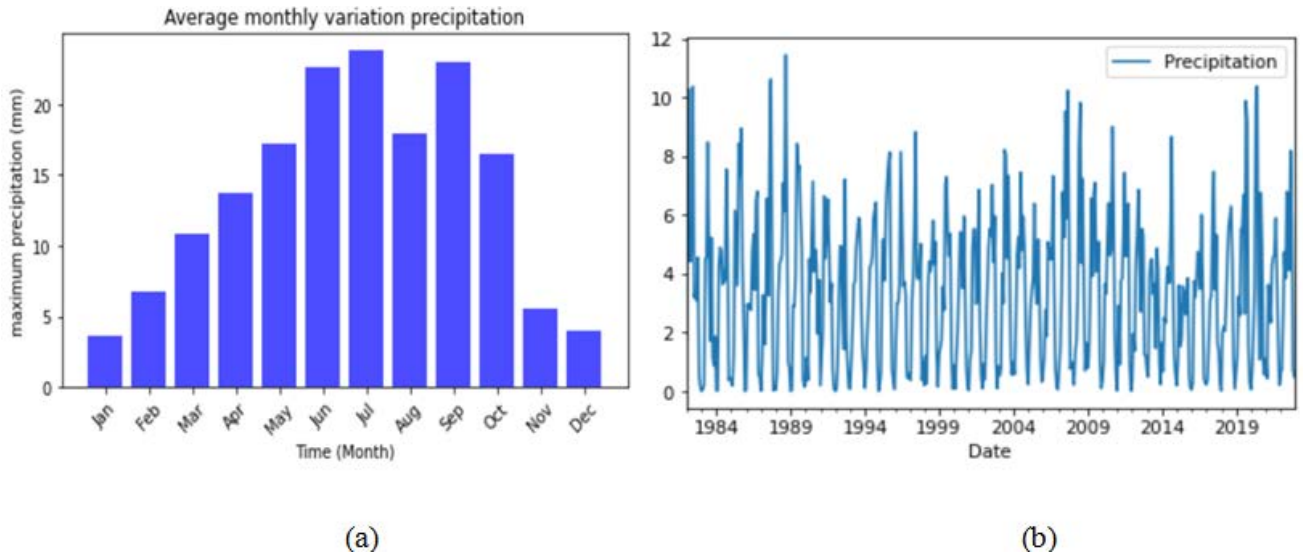 Average monthly variation precipitation
maximum precipitation (mm)
20
15
10
5
0
Jan Feb Mar Apr May Jun Jul Aug Sep Oct Nov Dec
Time (Month)
(a)
12
10
8
6
4
2
0
Precipitation
1984 1989 1994 1999 2004 2009 2014 2019
Date
(b)